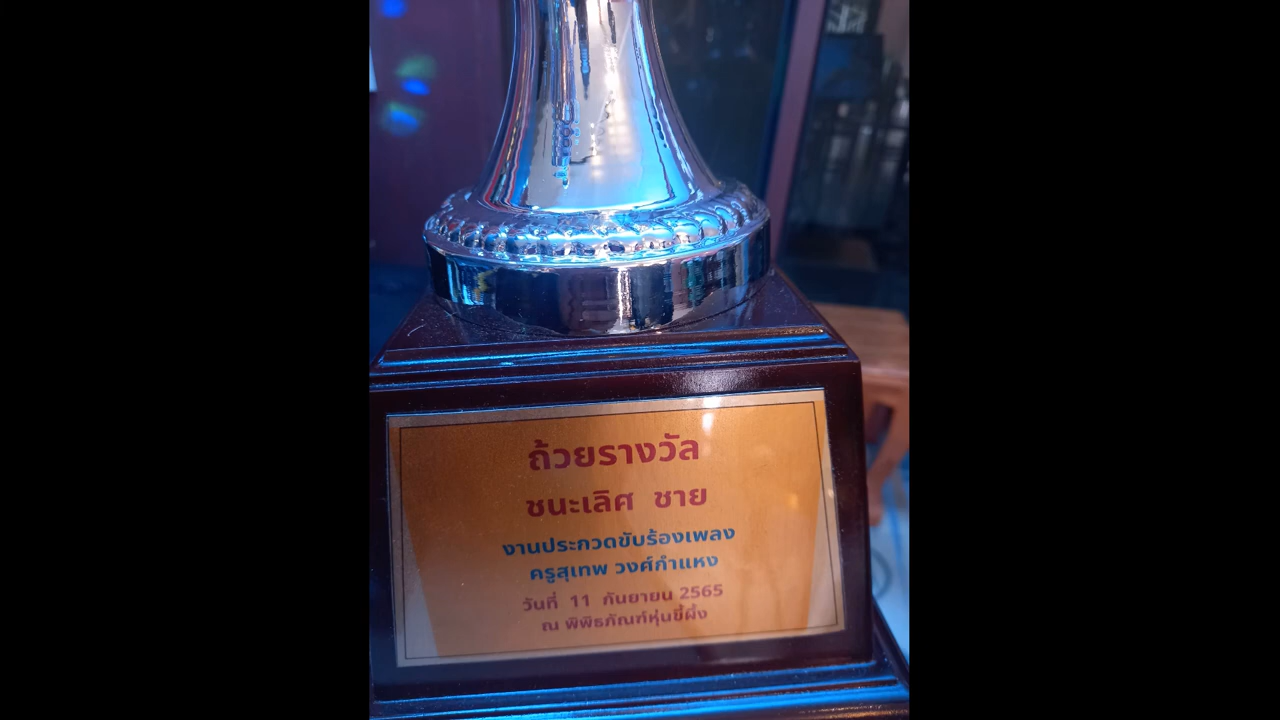 ถ้วยรางวัล
ชนะเลิศ ชาย
งานประกวดขับร้องเพลง
ครูสุเทพ วงศ์กำแหง
วันที่ 11 กันยายน 2565
ณ พิพิธภัณฑ์หุ่นขี้ผึ้ง